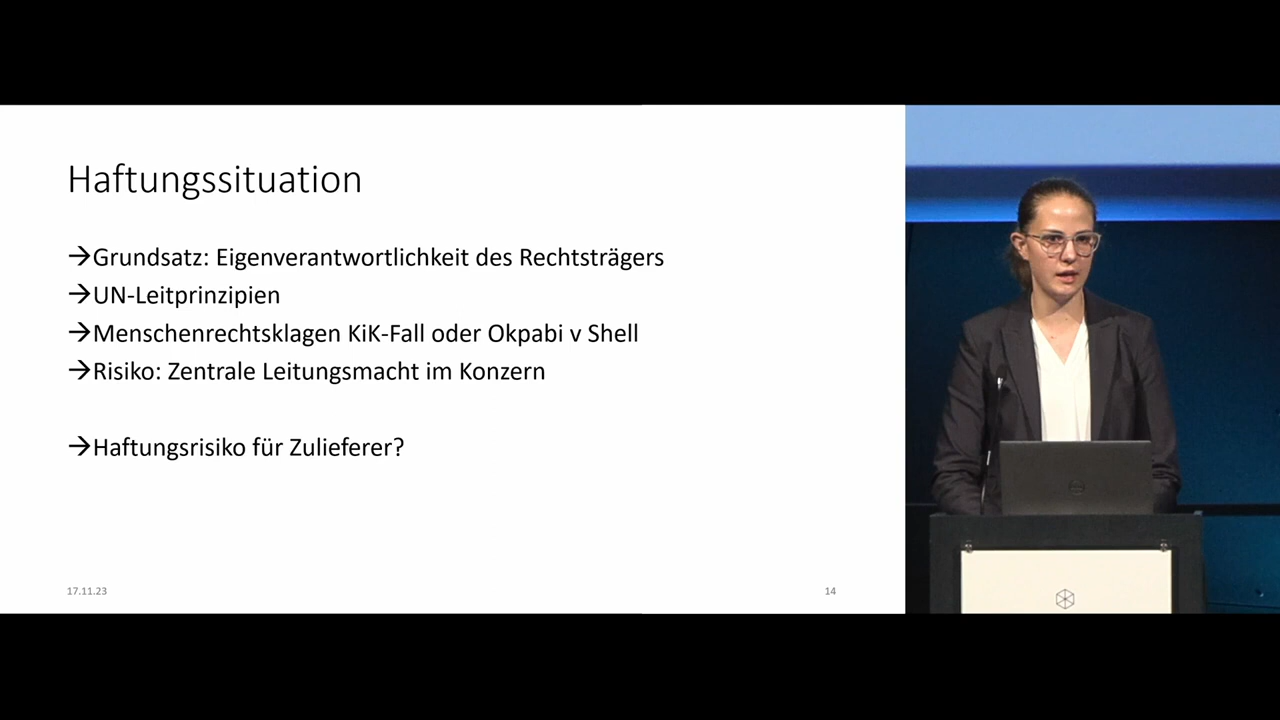 Haftungssituation
→Grundsatz: Eigenverantwortlichkeit des Rechtsträgers
→UN-Leitprinzipien
→Menschenrechtsklagen KiK-Fall oder Okpabi v Shell
→Risiko: Zentrale Leitungsmacht im Konzern
→Haftungsrisiko für Zulieferer?
17.11.23
14